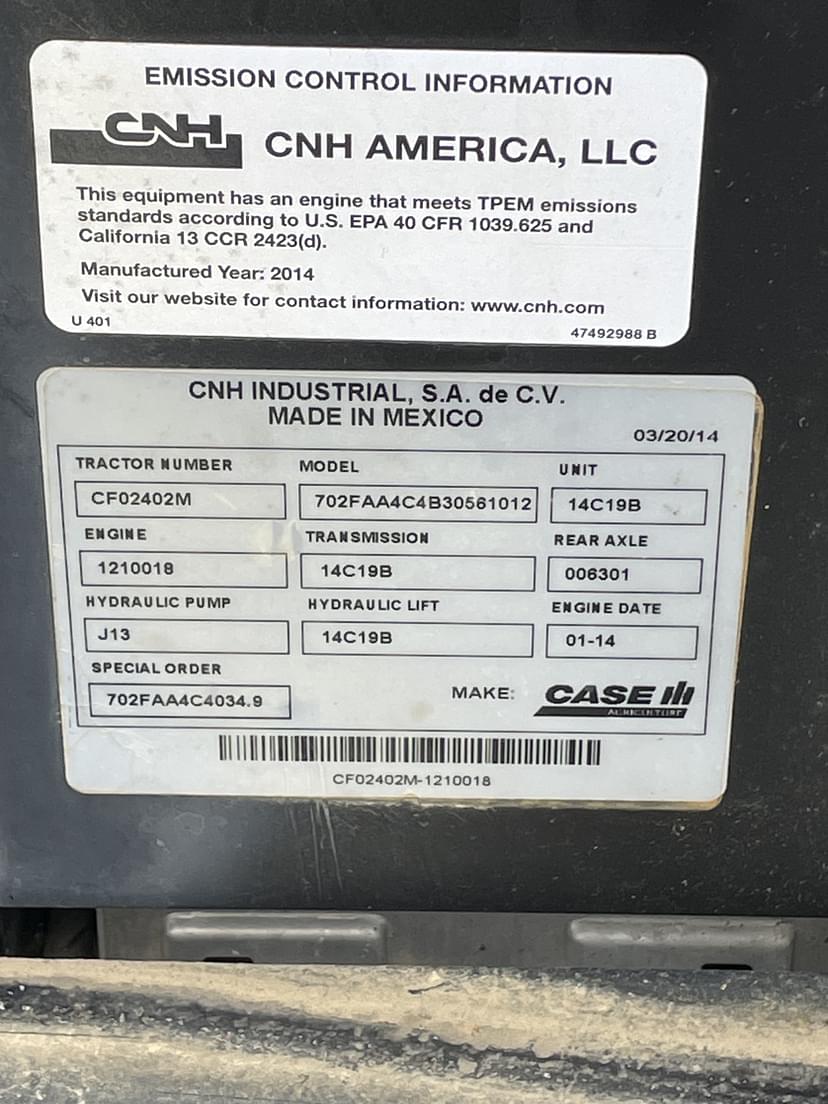 EMISSION CONTROL INFORMATION
CNH CNH AMERICA, LLC
This equipment has an engine that meets TPEM emissions
standards according to U.S. EPA 40 CFR 1039.625 and
California 13 CCR 2423(d).
Manufactured Year: 2014
Visit our website for contact information: www.cnh.com
U 401 47492988 B
CNH INDUSTRIAL, S.A. de C.V.
MADE IN MEXICO
03/20/14
TRACTOR NUMBER MODEL UNIT
CF02402M 702FAA4C4B30561012 14C19B
ENGINE TRANSMISSION REAR AXLE
1210018 14C19B 006301
HYDRAULIC PUMP HYDRAULIC LIFT ENGINE DATE
J13 14C19B 01-14
SPECIAL ORDER
702FAA4C4034.9 MAKE: CASE IH
AGRICULTURE
CF02402M-1210018